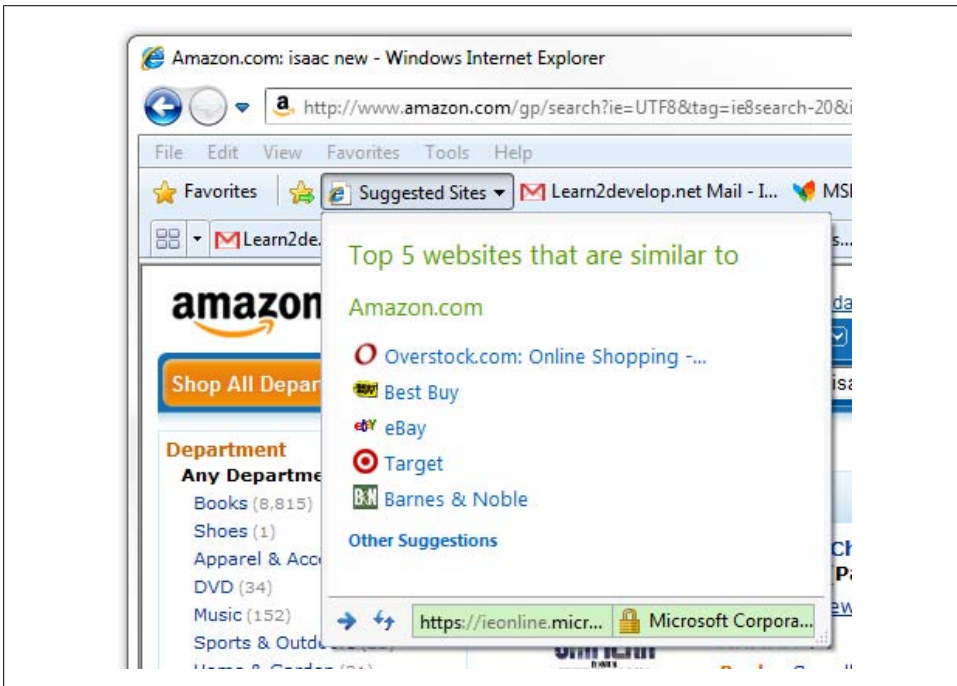 Amazon.com: isaac new - Windows Internet Explorer
http://www.amazon.com/gp/search?ie=UTF8&tag=ie8search-20&i
File Edit View Favorites Tools Help
Favorites Suggested Sites Learn2develop.net Mail - I... MS
Learn2de. s...
Top 5 websites that are similar to
amazon
Amazon.com
Overstock.com: Online Shopping -...
Shop All Depar
Best Buy
eBay
Department
Target
Any Departme
Barnes & Noble
Books (8,815)
Shoes (1)
Other Suggestions
Apparel & Acc
DVD (34)
Music (152)
https://ieonline.micr... Microsoft Corpora...
Sports & Outd